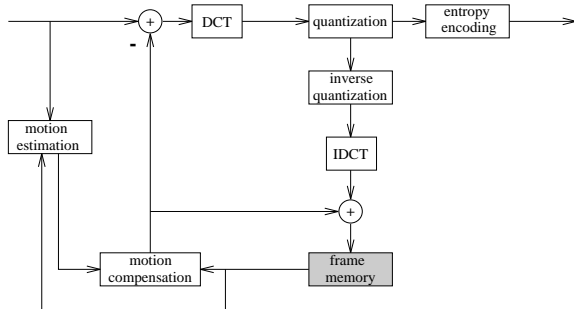 +
DCT
quantization
entropy
encoding
-
inverse
quantization
motion
estimation
IDCT
+
motion
compensation
frame
memory